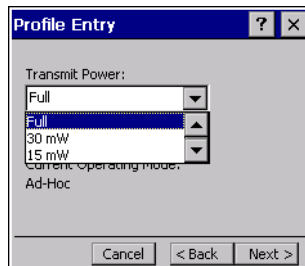 Profile Entry ? ×
Transmit Power:
Full
Full
30 mW
15 mW
Current Operating Mode:
Ad-Hoc
Cancel < Back Next >